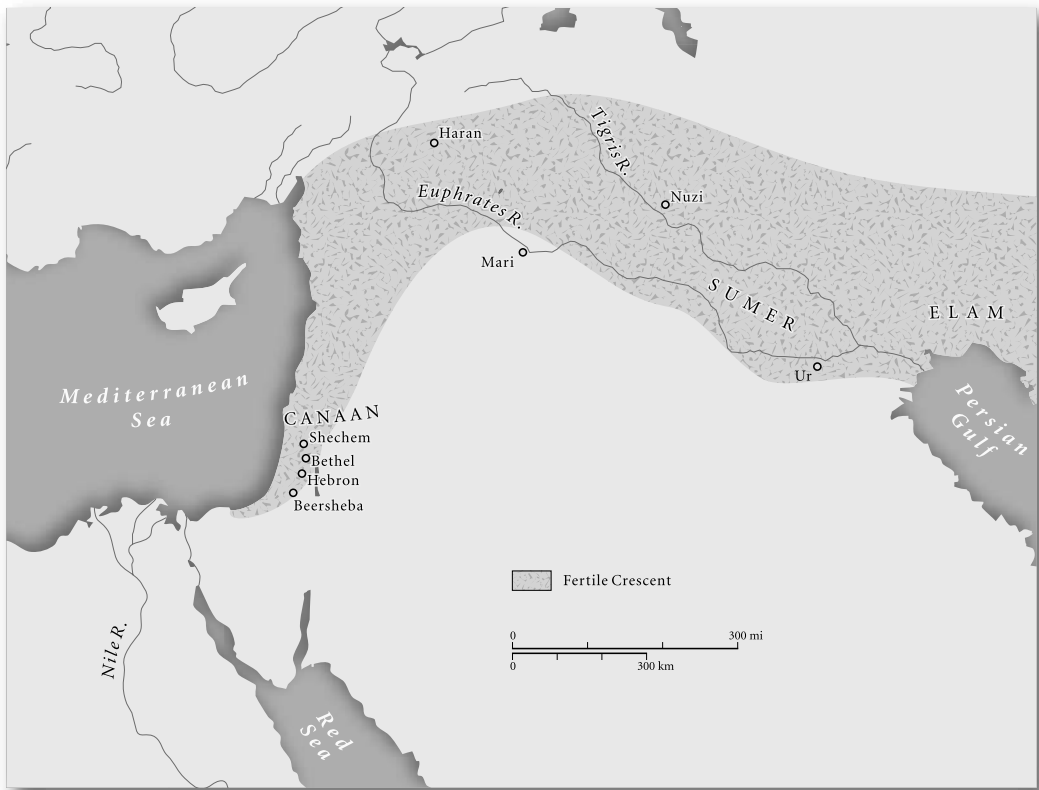 Haran
Tigris R.
Euphrates R.
Nuzi
Mari
SUMER
ELAM
Ur
Mediterranean
Sea
Persian
Gulf
CANAAN
Shechem
Bethel
Hebron
Beersheba
Fertile Crescent
0 300 mi
0 300 km
Nile R.
Red
Sea